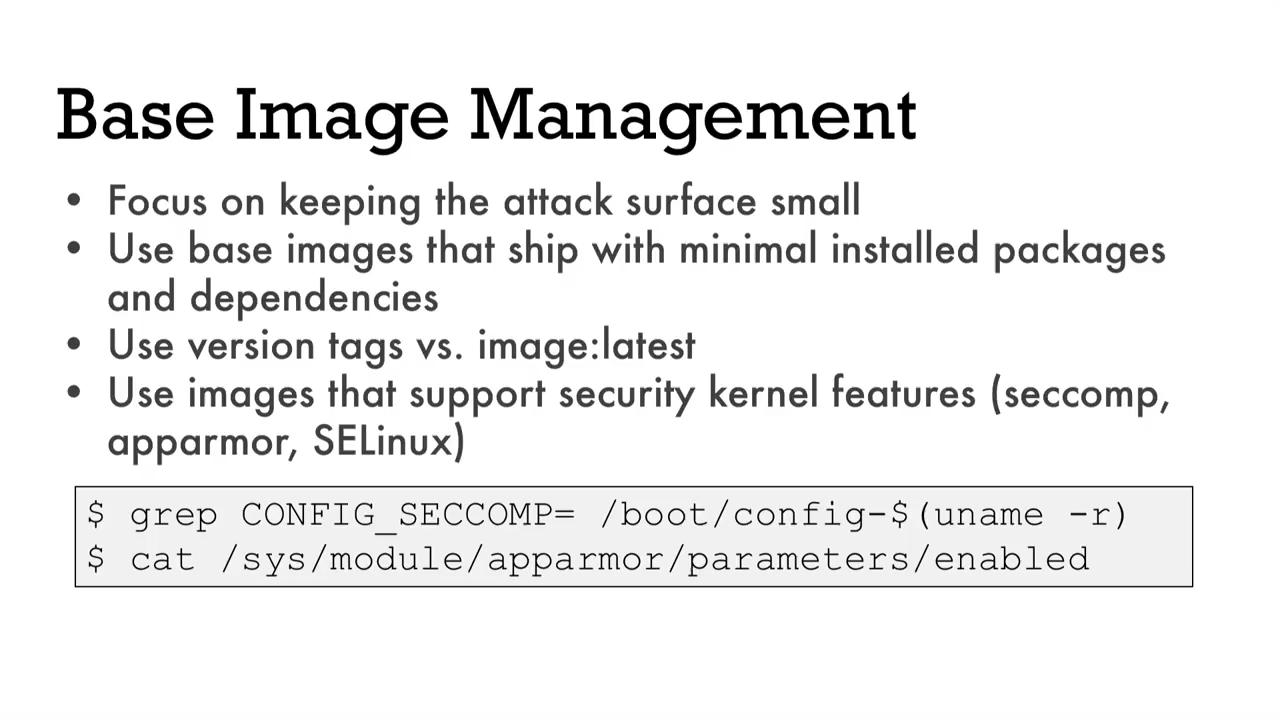 Base Image Management
• Focus on keeping the attack surface small
• Use base images that ship with minimal installed packages
and dependencies
• Use version tags vs. image:latest
• Use images that support security kernel features (seccomp,
apparmor, SELinux)
$ grep CONFIG_SECCOMP= /boot/config-$(uname -r)
$ cat /sys/module/apparmor/parameters/enabled